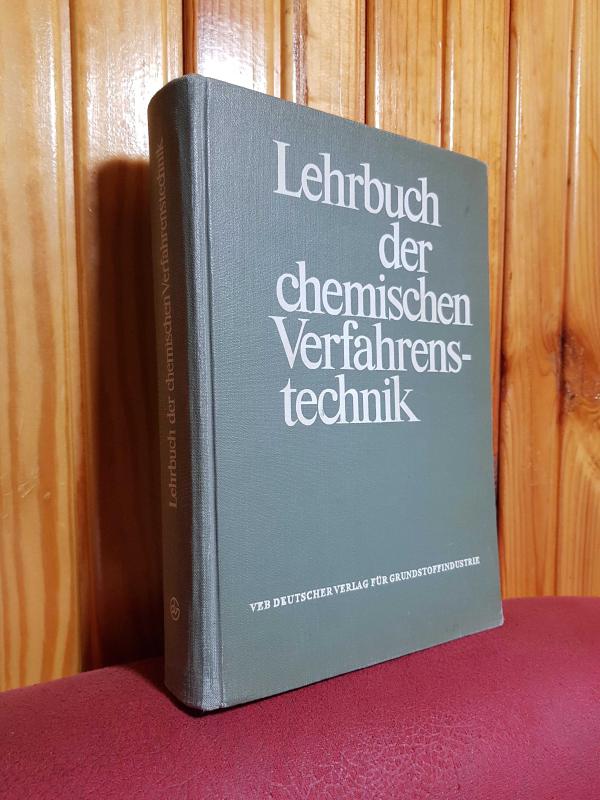 Lehrbuch
der
chemischen
Verfahrens-
technik
VEB DEUTSCHER VERLAG FÜR GRUNDSTOFFINDUSTRIE
Lehrbuch der chemischen Verfahrenstechnik